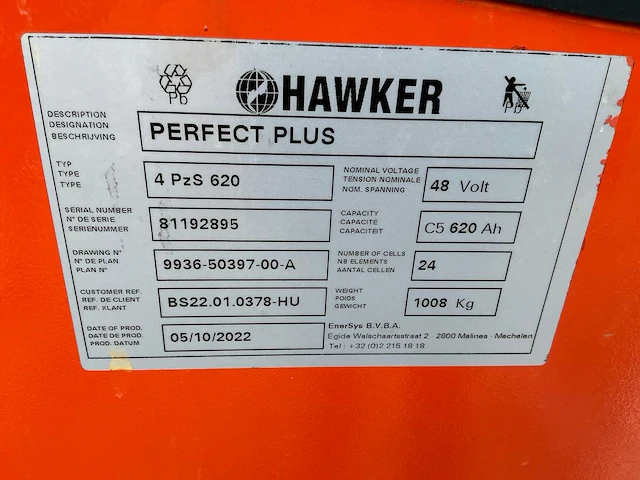 Pb
HAWKER
Pb
DESCRIPTION
DESIGNATION
BESCHRIJVING
PERFECT PLUS
TYP
TYPE
TYPE
4 PzS 620
NOMINAL VOLTAGE
TENSION NOMINALE
NOM. SPANNING
48 Volt
SERIAL NUMBER
N° DE SERIE
SERIENUMMER
81192895
CAPACITY
CAPACITE
CAPACITEIT
C5 620 Ah
DRAWING N°
N° DE PLAN
PLAN N°
9936-50397-00-A
NUMBER OF CELLS
NB ELEMENTS
AANTAL CELLEN
24
CUSTOMER REF.
REF. DE CLIENT
REF. KLANT
BS22.01.0378-HU
WEIGHT
POIDS
GEWICHT
1008 Kg
DATE OF PROD.
DATE DE PROD.
PROD. DATUM
05/10/2022
EnerSys B.V.B.A.
Egide Walschaartsstraat 2 - 2800 Malines - Mechelen
Tel : +32 (0)2 215 18 18